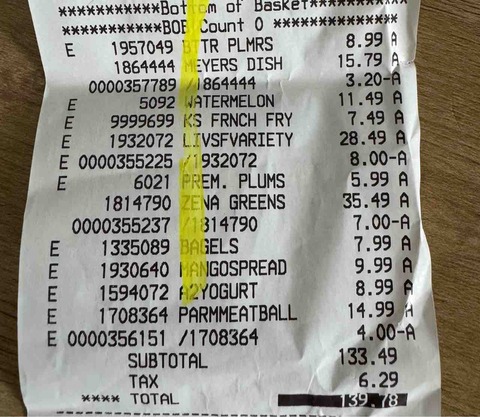 ***********Bottom of Basket***********
***********BOB Count 0 **************
E 1957049 BTTR PLMRS 8.99 A
1864444 MEYERS DISH 15.79 A
0000357789 /1864444 3.20-A
E 5092 WATERMELON 11.49 A
E 9999699 KS FRNCH FRY 7.49 A
E 1932072 LIVSFVARIETY 28.49 A
E 0000355225 /1932072 8.00-A
E 6021 PREM. PLUMS 5.99 A
1814790 ZENA GREENS 35.49 A
0000355237 /1814790 7.00-A
E 1335089 BAGELS 7.99 A
E 1930640 MANGOSPREAD 9.99 A
E 1594072 A2YOGURT 8.99 A
E 1708364 PARMMEATBALL 14.99 A
E 0000356151 /1708364 4.00-A
SUBTOTAL 133.49
TAX 6.29
**** TOTAL 139.78